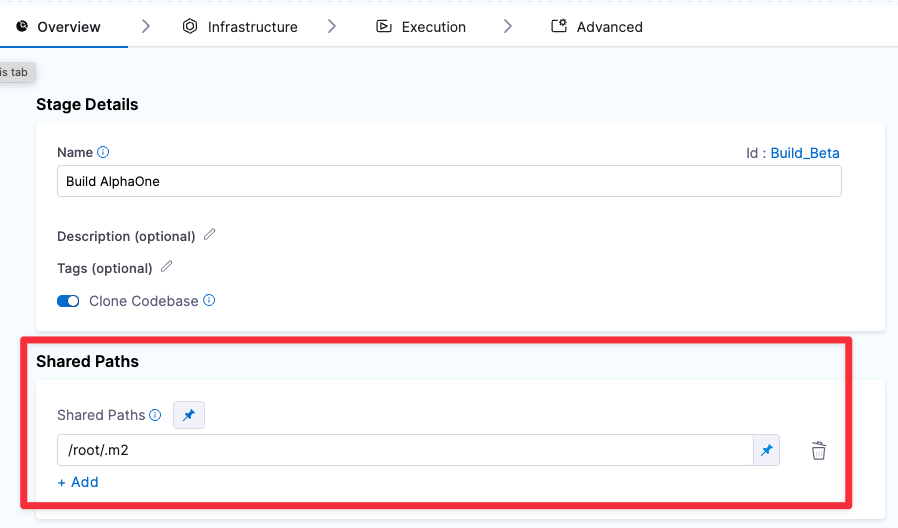 Overview
Infrastructure
Execution
Advanced
is tab
Stage Details
Name
Id : Build_Beta
Build AlphaOne
Description (optional)
Tags (optional)
Clone Codebase
Shared Paths
Shared Paths
/root/.m2
+ Add